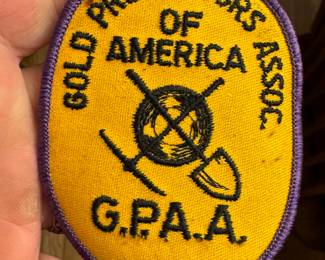 GOLD ASSOC.
OF
AMERICA
G.P.A.A.